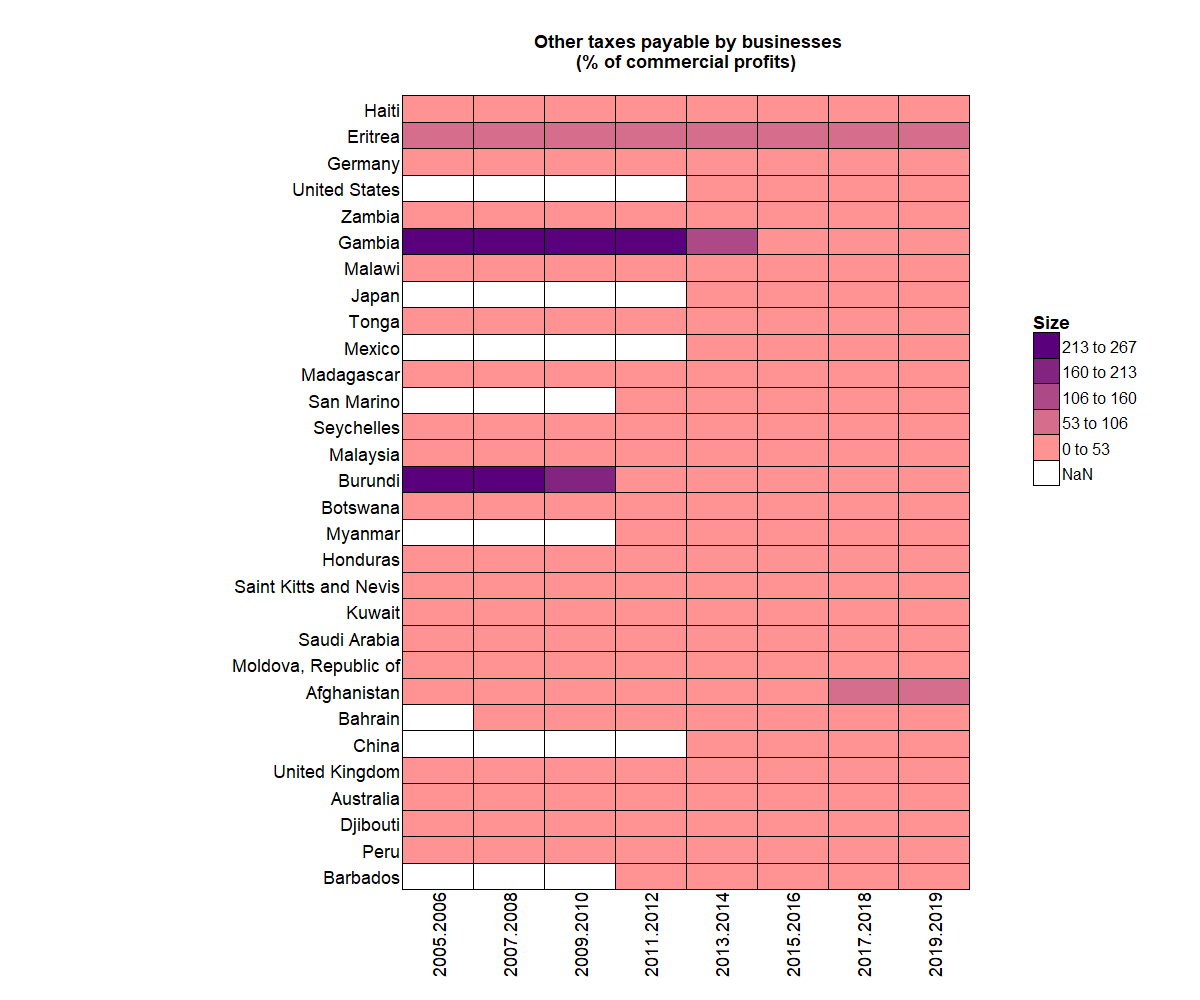 Other taxes payable by businesses
(% of commercial profits)
Haiti
Eritrea
Germany
United States
Zambia
Gambia
Malawi
Japan
Tonga
Mexico
Madagascar
San Marino
Seychelles
Malaysia
Burundi
Botswana
Myanmar
Honduras
Saint Kitts and Nevis
Kuwait
Saudi Arabia
Moldova, Republic of
Afghanistan
Bahrain
China
United Kingdom
Australia
Djibouti
Peru
Barbados
2005.2006
2007.2008
2009.2010
2011.2012
2013.2014
2015.2016
2017.2018
2019.2019
Size
213 to 267
160 to 213
106 to 160
53 to 106
0 to 53
NaN